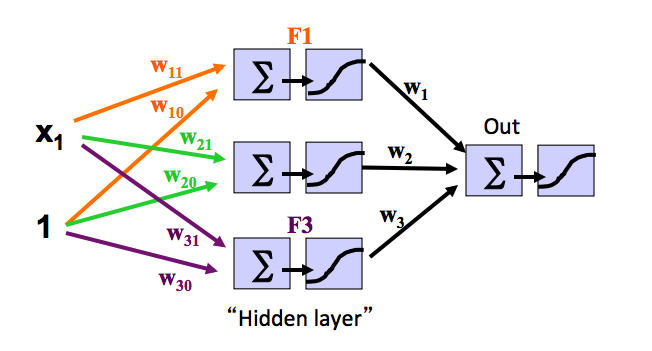 F1
w11
w10
w1
x1
w21
Out
Σ
w2
w20
Σ
Σ
1
F3
w3
w31
w30
Σ
“Hidden layer”